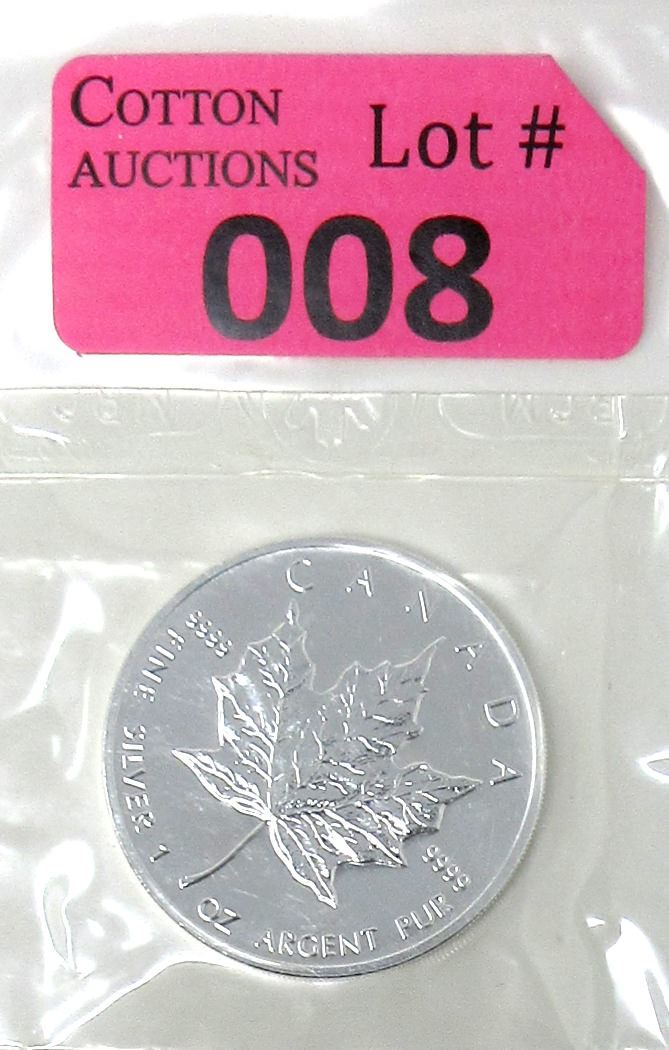 COTTON
AUCTIONS
Lot #
008
CANADA
9999
FINE SILVER 1 OZ ARGENT PUR
9999